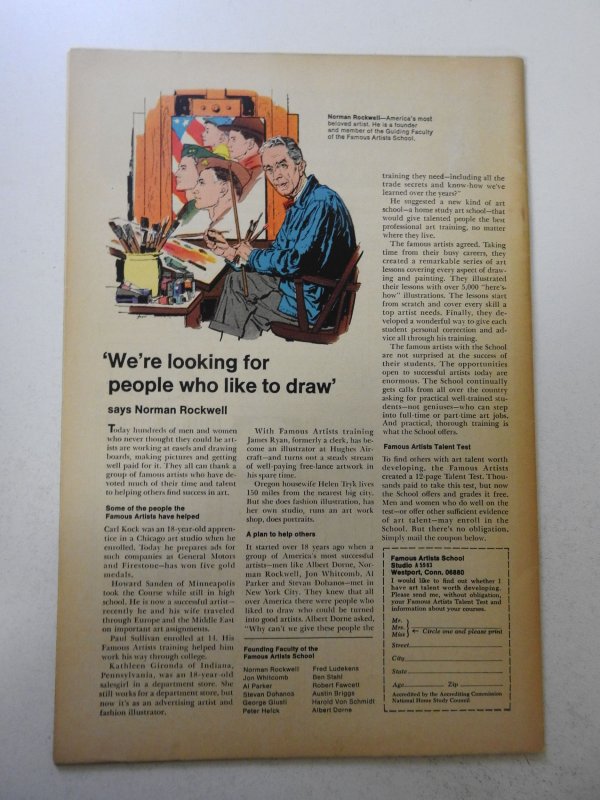 Norman Rockwell—America's most
beloved artist. He is a founder
and member of the Guiding Faculty
of the Famous Artists School.
'We're looking for
people who like to draw'
says Norman Rockwell
Today hundreds of men and women
who never thought they could be art-
ists are working at easels and drawing
boards, making pictures and getting
well paid for it. They all can thank a
group of famous artists who have de-
voted much of their time and talent
to helping others find success in art.
Some of the people the
Famous Artists have helped
Carl Kock was an 18-year-old appren-
tice in a Chicago art studio when he
enrolled. Today he prepares ads for
such companies as General Motors
and Firestone—has won five gold
medals.
Howard Sanden of Minneapolis
took the Course while still in high
school. He is now a successful artist—
recently he and his wife traveled
through Europe and the Middle East
on important art assignments.
Paul Sullivan enrolled at 14. His
Famous Artists training helped him
work his way through college.
Kathleen Gironda of Indiana,
Pennsylvania, was an 18-year-old
salesgirl in a department store. She
still works for a department store, but
now it's as an advertising artist and
fashion illustrator.
With Famous Artists training
James Ryan, formerly a clerk, has be-
come an illustrator at Hughes Air-
craft—and turns out a steady stream
of well-paying free-lance artwork in
his spare time.
Oregon housewife Helen Tryk lives
150 miles from the nearest big city.
But she does fashion illustration, has
her own studio, runs an art work
shop, does portraits.
A plan to help others
It started over 18 years ago when a
group of America's most successful
artists—men like Albert Dorne, Nor-
man Rockwell, Jon Whitcomb, Al
Parker and Stevan Dohanos—met in
New York City. They knew that all
over America there were people who
liked to draw who could be turned
into good artists. Albert Dorne asked,
"Why can't we give these people the
Founding Faculty of the
Famous Artists School
Norman Rockwell
Jon Whitcomb
Al Parker
Stevan Dohanos
George Giusti
Peter Helck
Fred Ludekens
Ben Stahl
Robert Fawcett
Austin Briggs
Harold Von Schmidt
Albert Dorne
training they need—including all the
trade secrets and know-how we've
learned over the years?"
He suggested a new kind of art
school—a home study art school—that
would give talented people the best
professional art training, no matter
where they live.
The famous artists agreed. Taking
time from their busy careers, they
created a remarkable series of art
lessons covering every aspect of draw-
ing and painting. They illustrated
their lessons with over 5,000 "here's
how" illustrations. The lessons start
from scratch and cover every skill a
top artist needs. Finally, they de-
veloped a wonderful way to give each
student personal correction and ad-
vice all through his training.
The famous artists with the School
are not surprised at the success of
their students. The opportunities
open to successful artists today are
enormous. The School continually
gets calls from all over the country
asking for practical well-trained stu-
dents—not geniuses—who can step
into full-time or part-time art jobs.
And practical, thorough training is
what the School offers.
Famous Artists Talent Test
To find others with art talent worth
developing, the Famous Artists
created a 12-page Talent Test. Thou-
sands paid to take this test, but now
the School offers and grades it free.
Men and women who do well on the
test—or offer other sufficient evidence
of art talent—may enroll in the
School. But there's no obligation.
Simply mail the coupon below.
Famous Artists School
Studio
Westport, Conn. 06880
I would like to find out whether I
have art talent worth developing.
Please send me, without obligation,
your Famous Artists Talent Test and
information about your courses.
Mr.
Mrs.
Miss
Circle one and please print
Street
City
State
Age Zip
Accredited by the Accrediting Commission
National Home Study Council.